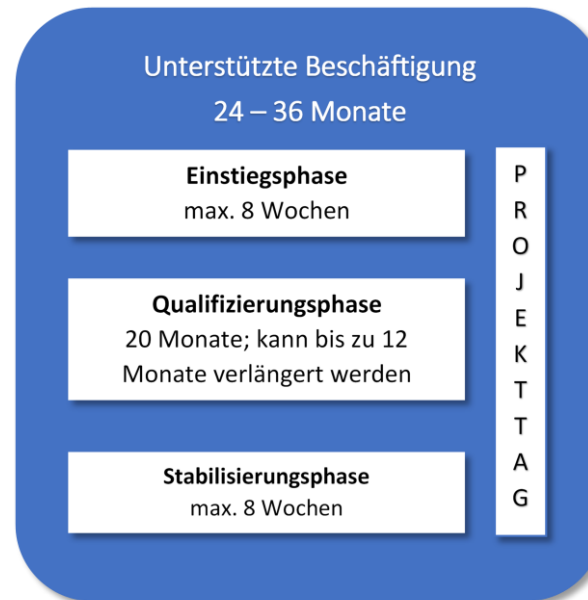 Unterstützte Beschäftigung
24 – 36 Monate
Einstiegsphase
max. 8 Wochen
Qualifizierungsphase
20 Monate; kann bis zu 12
Monate verlängert werden
Stabilisierungsphase
max. 8 Wochen
P
R
O
J
E
K
T
T
A
G